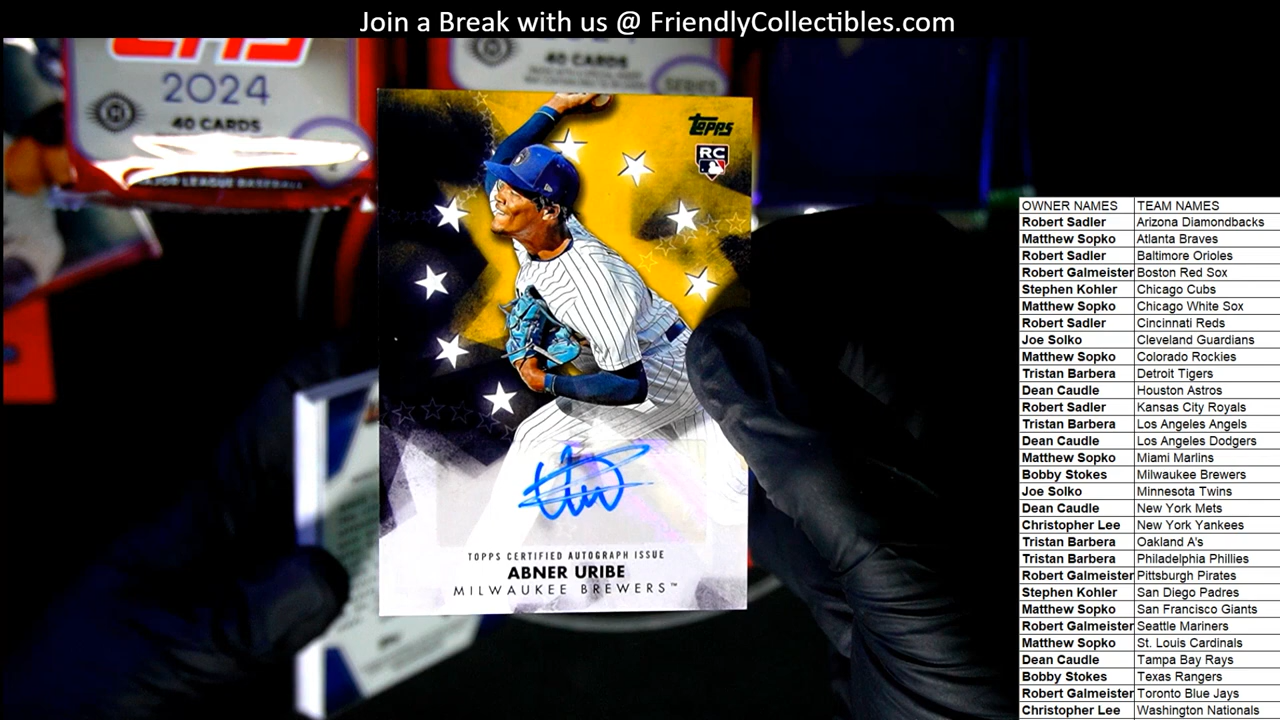 Join a Break with us @ FriendlyCollectibles.com
2024
40 CARDS
MAJOR LEAGUE BASEBALL
40 CARDS
SERIES
Topps
RC
TOPPS CERTIFIED AUTOGRAPH ISSUE
ABNER URIBE
MILWAUKEE BREWERS™
OWNER NAMES TEAM NAMES
Robert Sadler Arizona Diamondbacks
Matthew Sopko Atlanta Braves
Robert Sadler Baltimore Orioles
Robert Galmeister Boston Red Sox
Stephen Kohler Chicago Cubs
Matthew Sopko Chicago White Sox
Robert Sadler Cincinnati Reds
Joe Solko Cleveland Guardians
Matthew Sopko Colorado Rockies
Tristan Barbera Detroit Tigers
Dean Caudle Houston Astros
Robert Sadler Kansas City Royals
Tristan Barbera Los Angeles Angels
Dean Caudle Los Angeles Dodgers
Matthew Sopko Miami Marlins
Bobby Stokes Milwaukee Brewers
Joe Solko Minnesota Twins
Dean Caudle New York Mets
Christopher Lee New York Yankees
Tristan Barbera Oakland A's
Tristan Barbera Philadelphia Phillies
Robert Galmeister Pittsburgh Pirates
Stephen Kohler San Diego Padres
Matthew Sopko San Francisco Giants
Robert Galmeister Seattle Mariners
Matthew Sopko St. Louis Cardinals
Dean Caudle Tampa Bay Rays
Bobby Stokes Texas Rangers
Robert Galmeister Toronto Blue Jays
Christopher Lee Washington Nationals